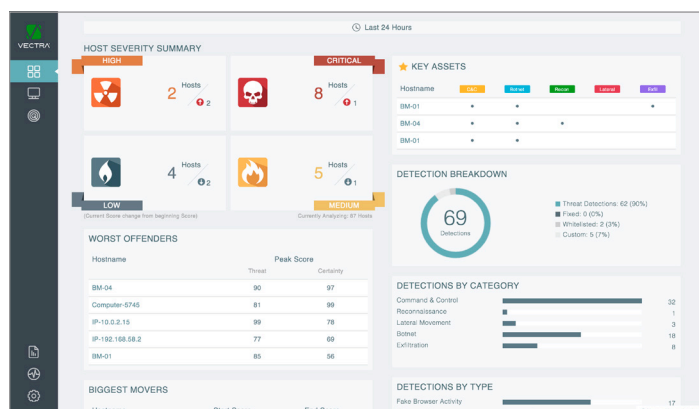 Last 24 Hours
VECTRA
HOST SEVERITY SUMMARY
HIGH
2 Hosts
2
CRITICAL
8 Hosts
1
4 Hosts
2
LOW
5 Hosts
1
MEDIUM
(Current Score change from beginning Score)
Currently Analyzing: 87 Hosts
WORST OFFENDERS
Hostname Peak Score
Threat Certainty
BM-04 90 97
Computer-5745 81 99
IP-10.0.2.15 99 78
IP-192.168.58.2 77 69
BM-01 85 56
BIGGEST MOVERS
KEY ASSETS
Hostname C&C Botnet Recon Lateral Exfil
BM-01
BM-04
BM-01
DETECTION BREAKDOWN
69
Detections
Threat Detections: 62 (90%)
Fixed: 0 (0%)
Whitelisted: 2 (3%)
Custom: 5 (7%)
DETECTIONS BY CATEGORY
Command & Control 32
Reconnaissance 1
Lateral Movement 3
Botnet 18
Exfiltration 8
DETECTIONS BY TYPE
Fake Browser Activity 17